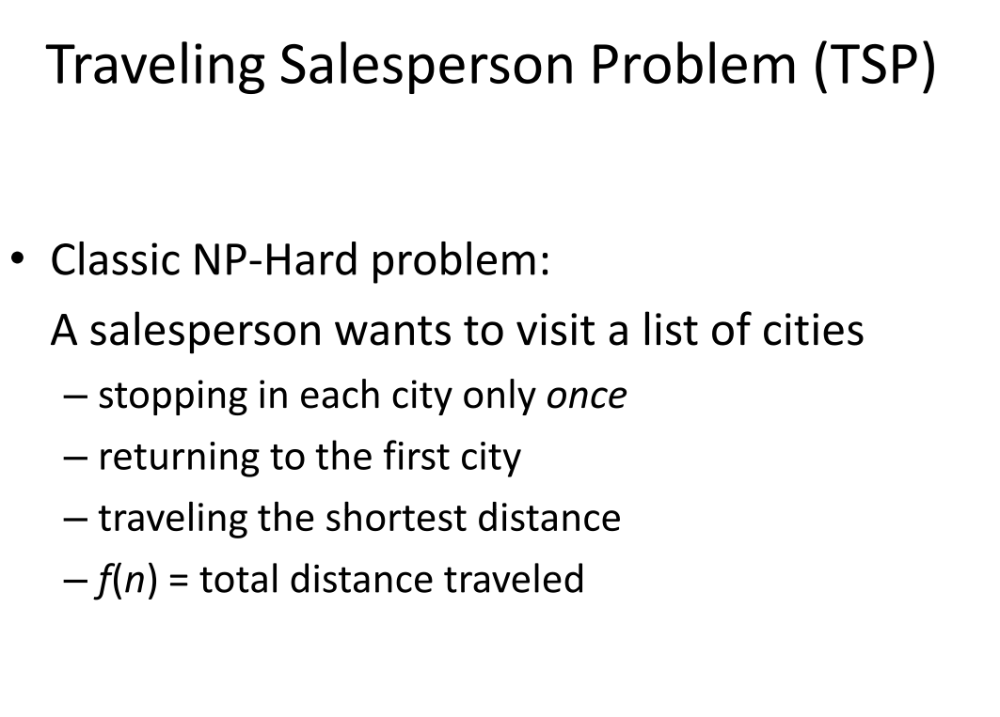 Traveling Salesperson Problem (TSP)
• Classic NP-Hard problem:
A salesperson wants to visit a list of cities
– stopping in each city only once
– returning to the first city
– traveling the shortest distance
– f(n) = total distance traveled